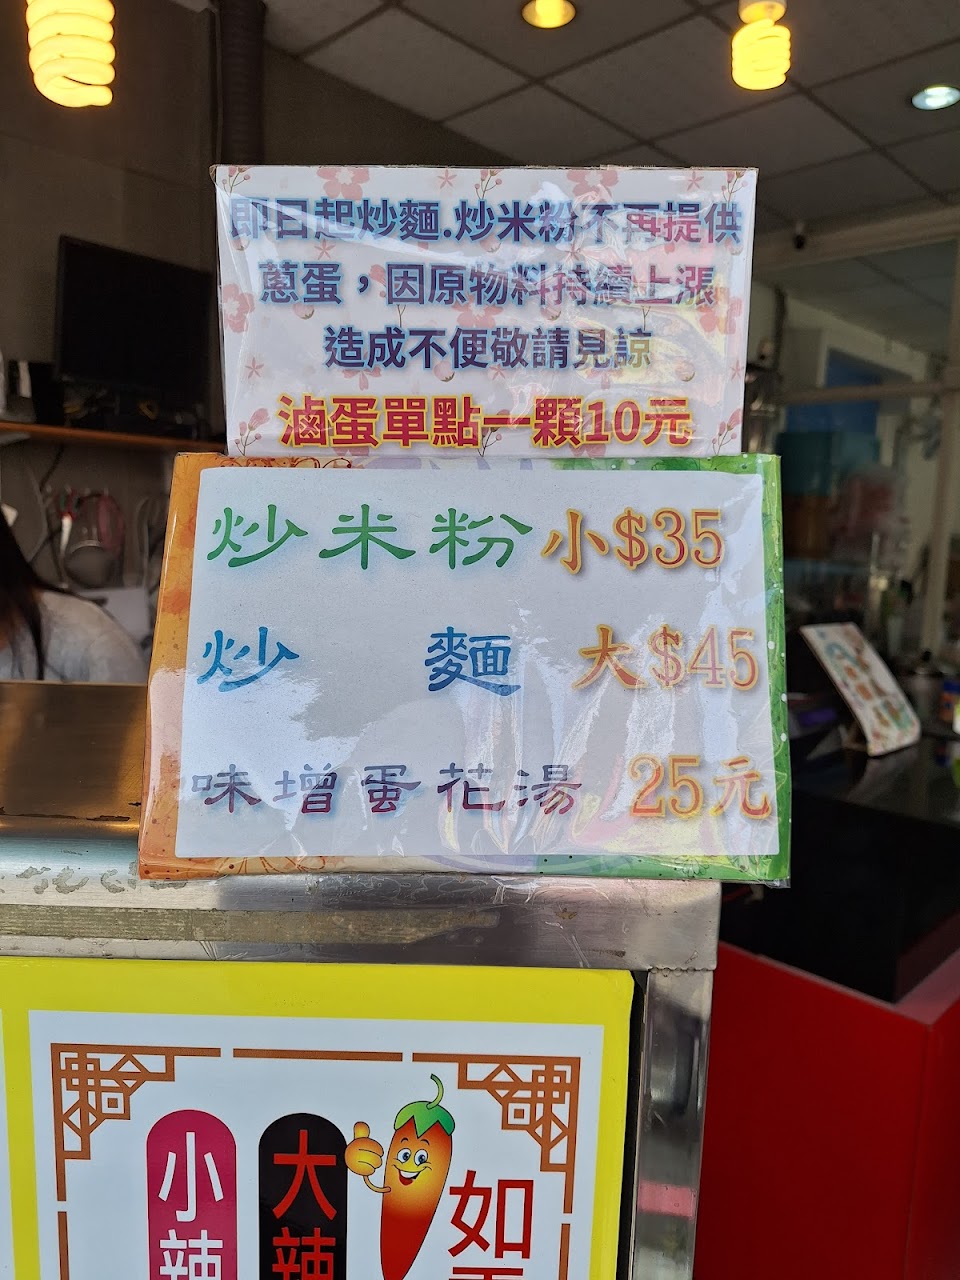 即日起炒麵.炒米粉不再提供
蔥蛋，因原物料持續上漲
造成不便敬請見諒
滷蛋單點一顆10元
炒米粉 小$35
炒 麵 大$45
味增蛋花湯 25元
小辣
大辣
如